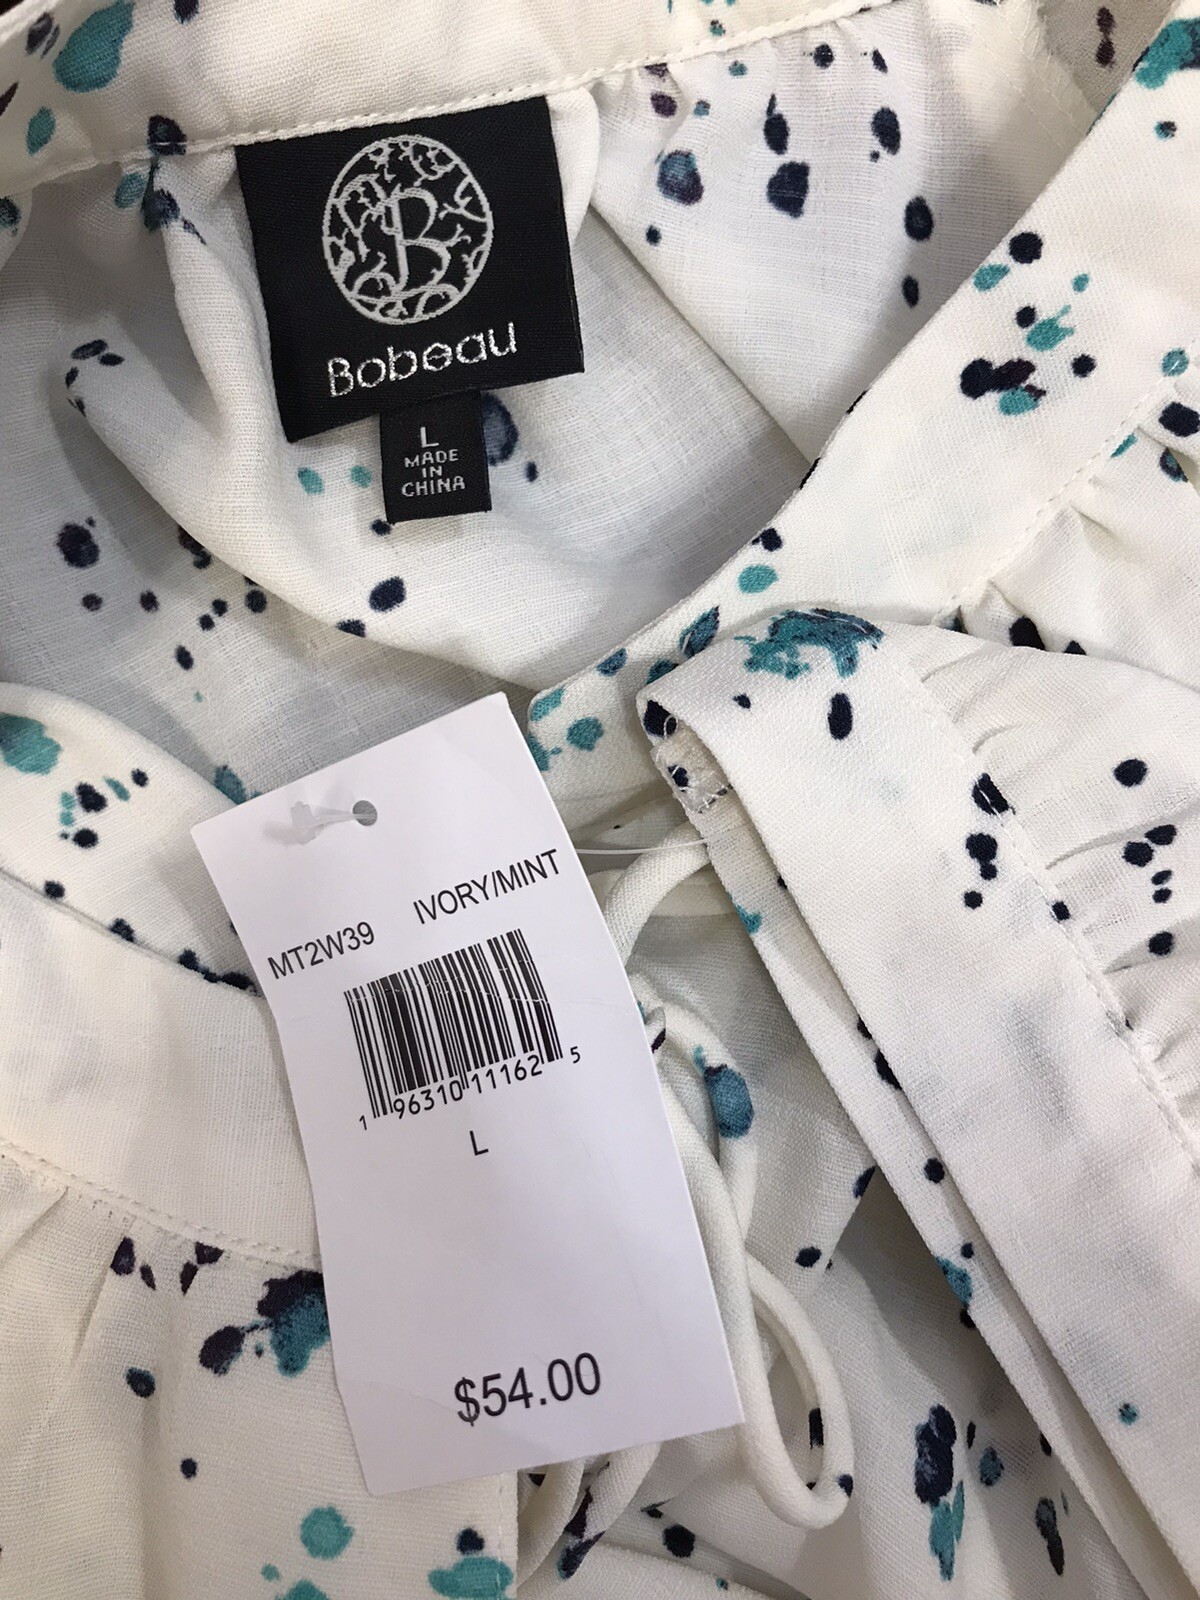 B
Bobeau
L
MADE
IN
CHINA
MT2W39 IVORY/MINT
1 96310 11162 5
L
$54.00